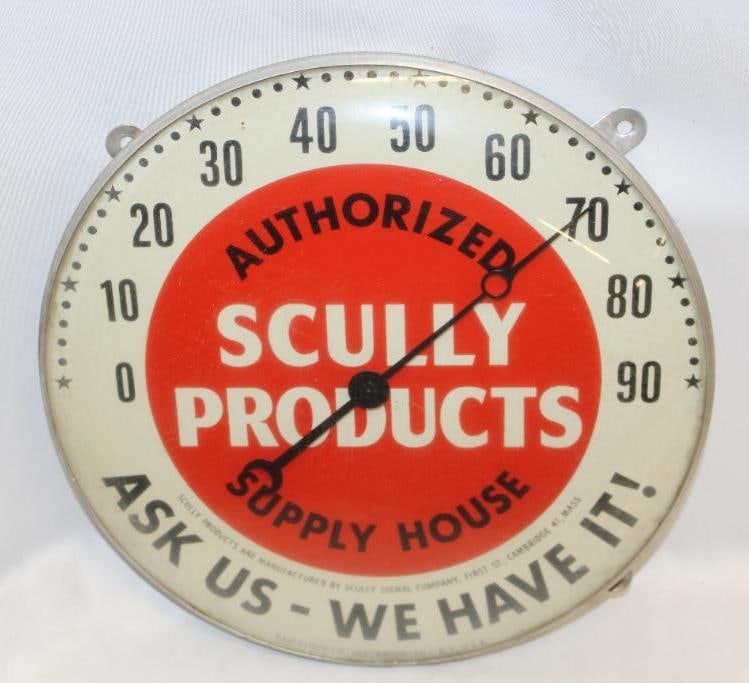 0 10 20 30 40 50 60 70 80 90
AUTHORIZED
SCULLY
PRODUCTS
SUPPLY HOUSE
SCULLY PRODUCTS ARE MANUFACTURED BY SCULLY SIGNAL COMPANY, FIRST ST., CAMBRIDGE 41, MASS
ASK US - WE HAVE IT!